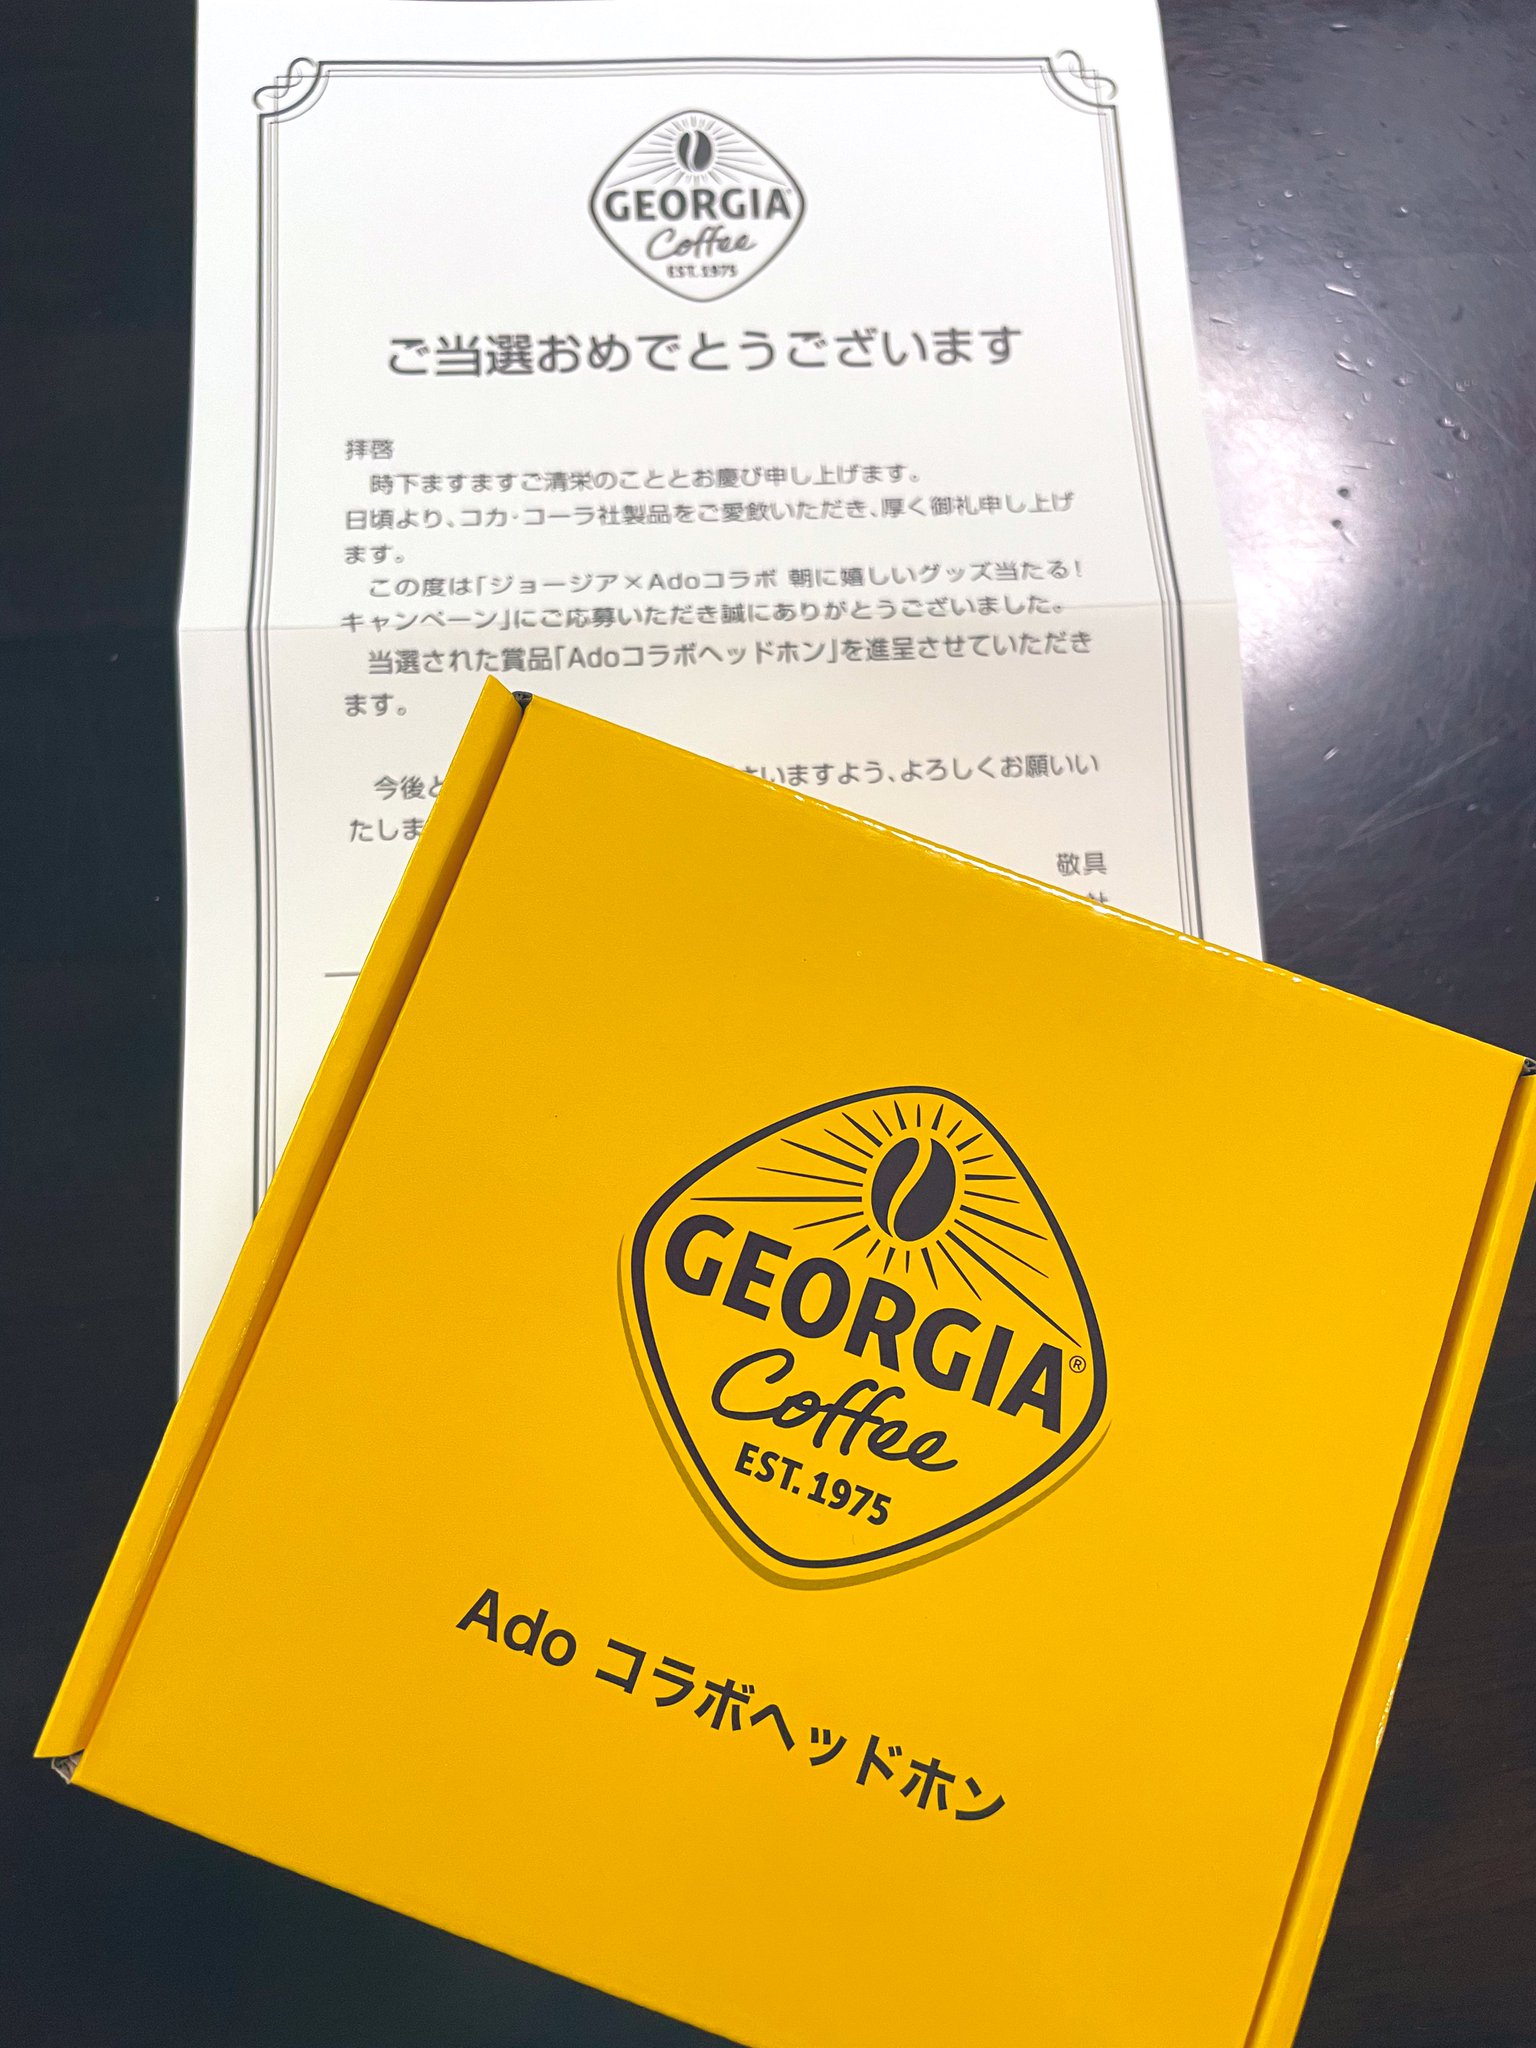 GEORGIA
Coffee
EST.1975
ご当選おめでとうございます
拝啓
時下ますますご清栄のこととお慶び申し上げます。
日頃より、コカ・コーラ社製品をご愛飲いただき、厚く御礼申し上げ
ます。
この度は「ジョージア×Adoコラボ 朝に嬉しいグッズ当たる!
キャンペーン」にご応募いただき誠にありがとうございました。
当選された賞品「Adoコラボヘッドホン」を進呈させていただき
ます。
今後と いますよう、よろしくお願いい
たしま
敬具
GEORGIA®
Coffee
EST. 1975
Ado コラボヘッドホン